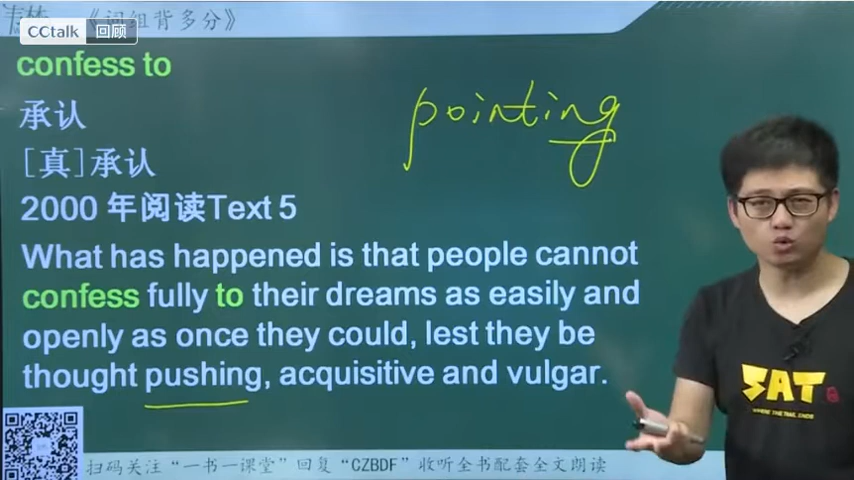 《词组背多分》
CCtalk 回顾
confess to
承认
[真]承认
2000 年阅读Text 5
What has happened is that people cannot
confess fully to their dreams as easily and
openly as once they could, lest they be
thought pushing, acquisitive and vulgar.
pointing
SAT
扫码关注“一书一课堂”回复“CZBDF”收听全书配套全文朗读